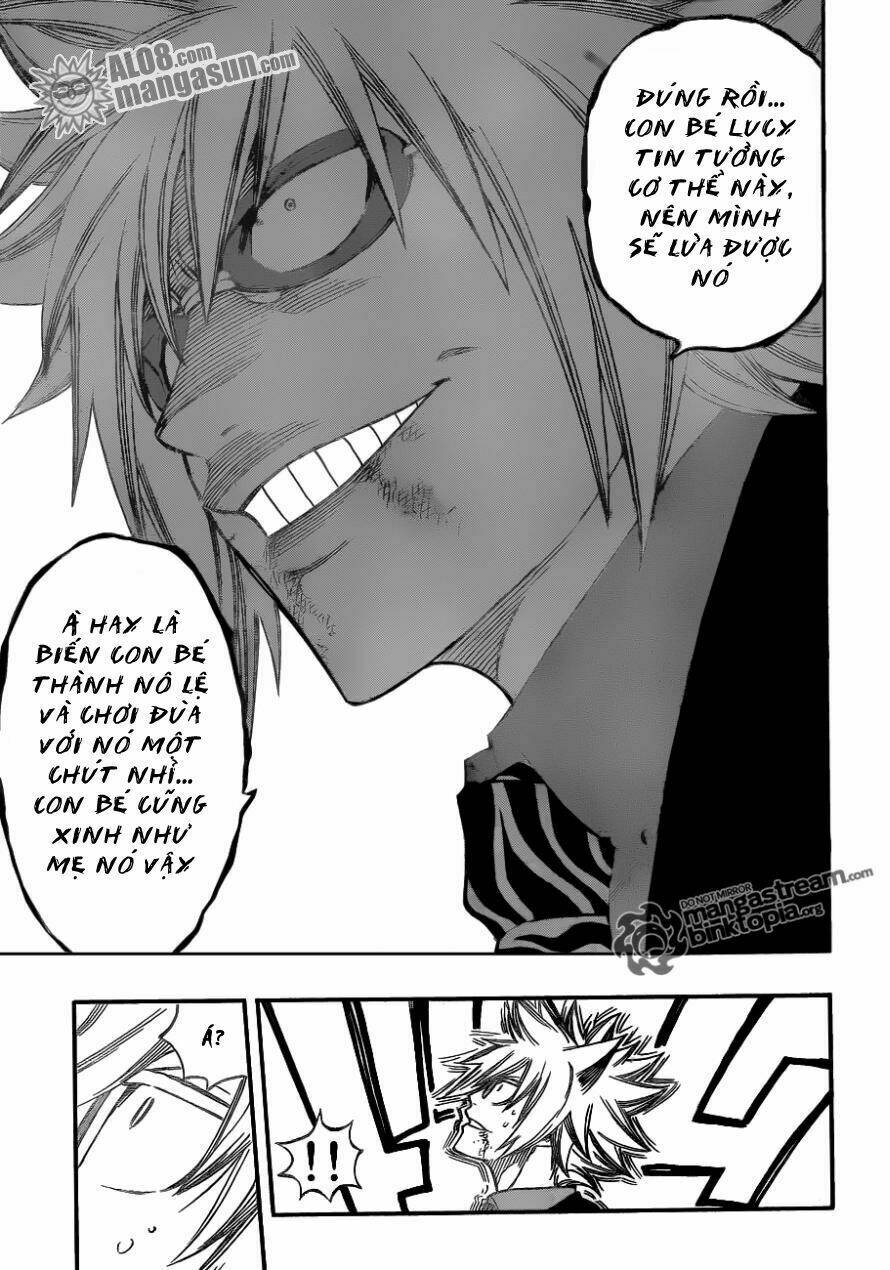 AL08.com
mangasun.com
ĐÚNG RỒI...
CON BÉ LUCY
TIN TƯỞNG
CƠ THỂ NÀY,
NÊN MÌNH
SẼ LỪA ĐƯỢC
NÓ
À HAY LÀ
BIẾN CON BÉ
THÀNH NÔ LỆ
VÀ CHƠI ĐÙA
VỚI NÓ MỘT
CHÚT NHỈ...
CON BÉ CŨNG
XINH NHƯ
MẸ NÓ VẬY
DO NOT MIRROR
mangastream.com
binktopia.org
Á?
!!